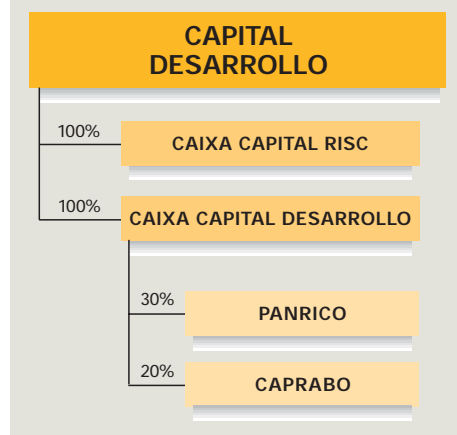 CAPITAL
DESARROLLO
100%
CAIXA CAPITAL RISC
100%
CAIXA CAPITAL DESARROLLO
30%
PANRICO
20%
CAPRABO